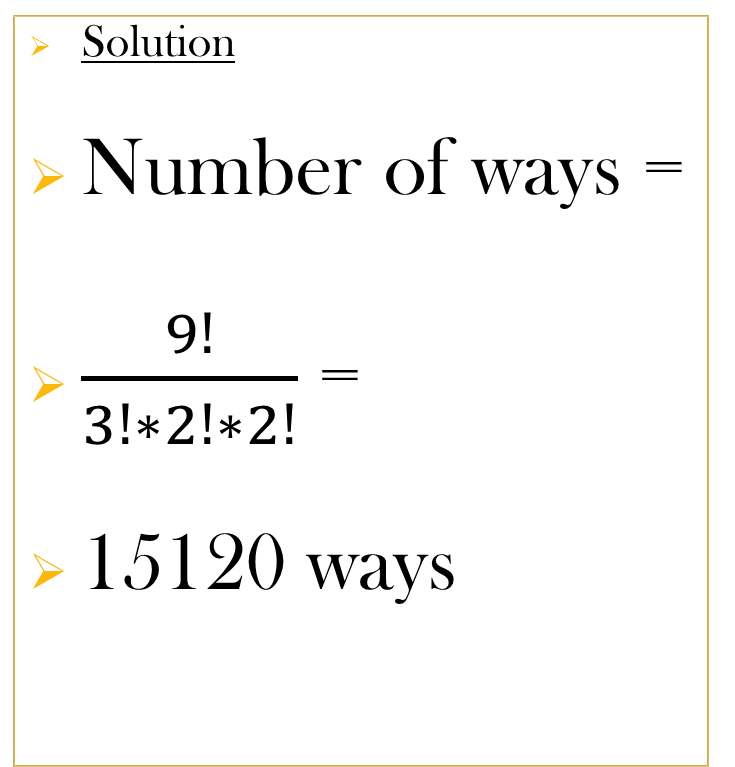 Solution
Number of ways =
9!
3!*2!*2! =
15120 ways